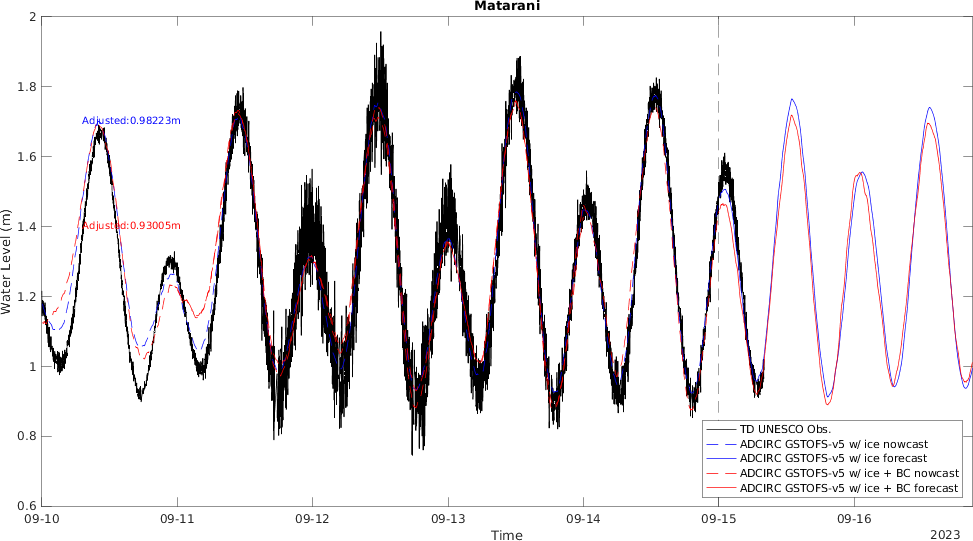 Matarani
Water Level (m)
2
1.8
1.6
1.4
1.2
1
0.8
0.6
Adjusted:0.98223m
Adjusted:0.93005m
TD UNESCO Obs.
ADCIRC GSTOFS-v5 w/ ice nowcast
ADCIRC GSTOFS-v5 w/ ice forecast
ADCIRC GSTOFS-v5 w/ ice + BC nowcast
ADCIRC GSTOFS-v5 w/ ice + BC forecast
09-10 09-11 09-12 09-13 09-14 09-15 09-16
Time
2023